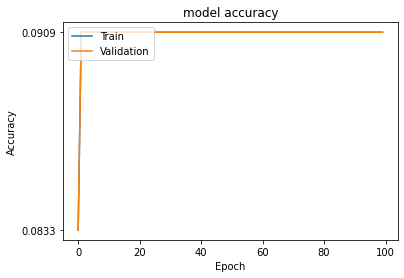 model accuracy
0.0909
Train
Validation
Accuracy
0.0833
0 20 40 60 80 100
Epoch